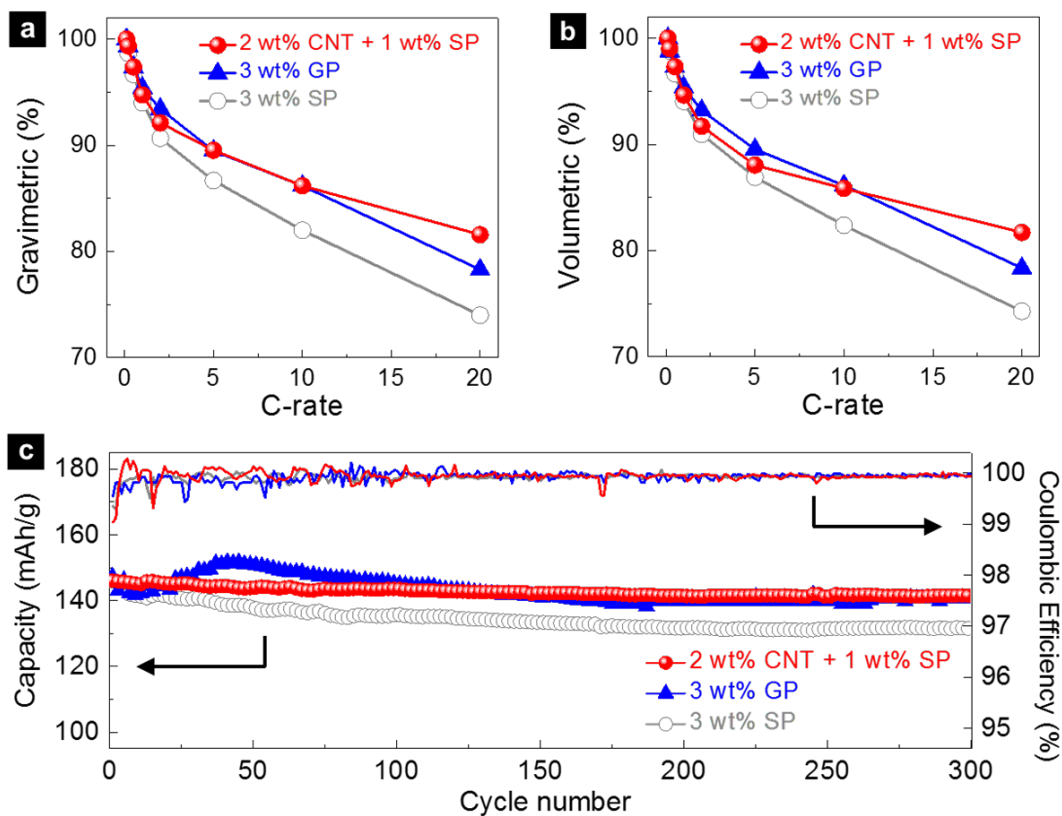 a
100
90
80
70
Gravimetric (%)
2 wt% CNT + 1 wt% SP
3 wt% GP
3 wt% SP
0 5 10 15 20
C-rate
b
100
90
80
70
Volumetric (%)
2 wt% CNT + 1 wt% SP
3 wt% GP
3 wt% SP
0 5 10 15 20
C-rate
c
180
160
140
120
100
Capacity (mAh/g)
100
99
98
97
96
95
Coulombic Efficiency (%)
2 wt% CNT + 1 wt% SP
3 wt% GP
3 wt% SP
0 50 100 150 200 250 300
Cycle number